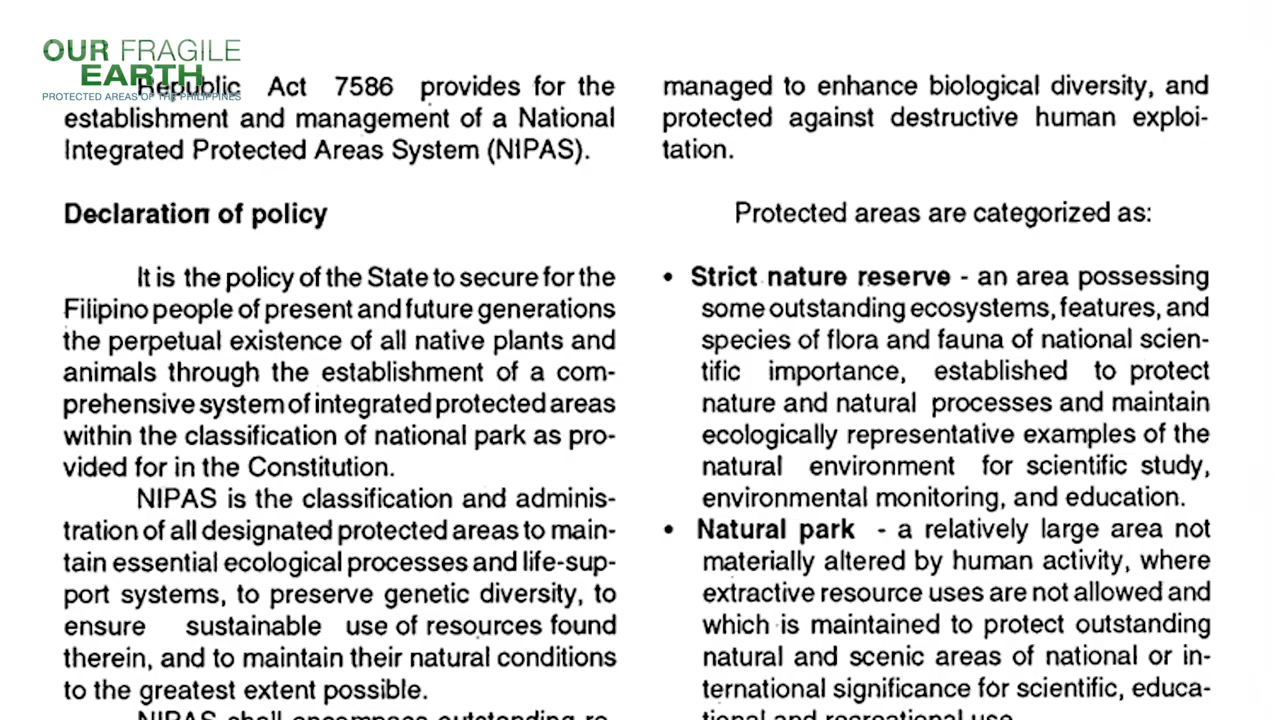 OUR FRAGILE
EARTH
PROTECTED AREAS OF THE PHILIPPINES
Republic Act 7586 provides for the
establishment and management of a National
Integrated Protected Areas System (NIPAS).
Declaration of policy
It is the policy of the State to secure for the
Filipino people of present and future generations
the perpetual existence of all native plants and
animals through the establishment of a com-
prehensive system of integrated protected areas
within the classification of national park as pro-
vided for in the Constitution.
NIPAS is the classification and adminis-
tration of all designated protected areas to main-
tain essential ecological processes and life-sup-
port systems, to preserve genetic diversity, to
ensure sustainable use of resources found
therein, and to maintain their natural conditions
to the greatest extent possible.
NIPAS shall encompass outstanding re-
managed to enhance biological diversity, and
protected against destructive human exploi-
tation.
Protected areas are categorized as:
• Strict nature reserve - an area possessing
some outstanding ecosystems, features, and
species of flora and fauna of national scien-
tific importance, established to protect
nature and natural processes and maintain
ecologically representative examples of the
natural environment for scientific study,
environmental monitoring, and education.
• Natural park - a relatively large area not
materially altered by human activity, where
extractive resource uses are not allowed and
which is maintained to protect outstanding
natural and scenic areas of national or in-
ternational significance for scientific, educa-
tional and recreational use.